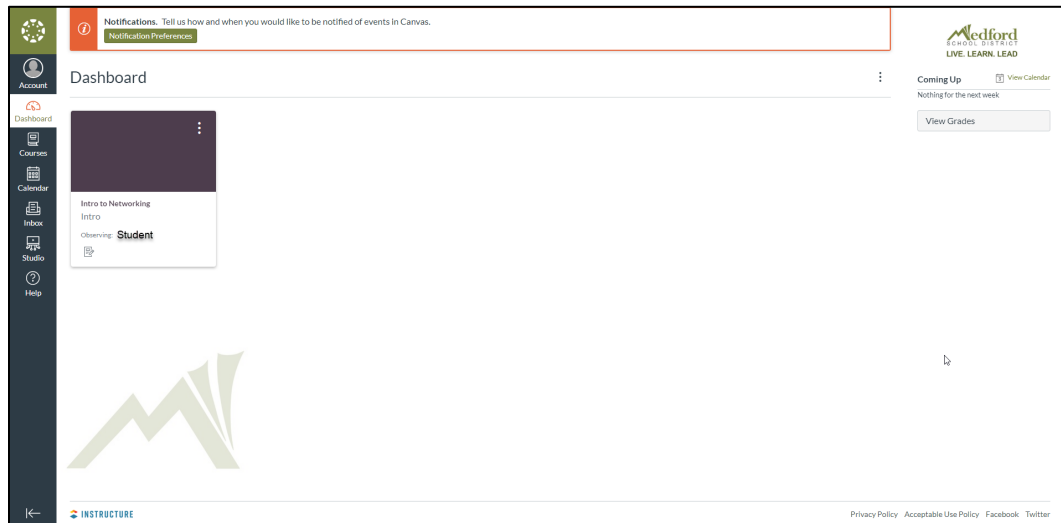 Notifications. Tell us how and when you would like to be notified of events in Canvas.
Notification Preferences
Account
Dashboard
Courses
Calendar
Inbox
Studio
Help
Dashboard
Intro to Networking
Intro
Observing: Student
Medford
SCHOOL DISTRICT
LIVE. LEARN. LEAD
Coming Up
View Calendar
Nothing for the next week
View Grades
INSTRUCTURE
Privacy Policy Acceptable Use Policy Facebook Twitter